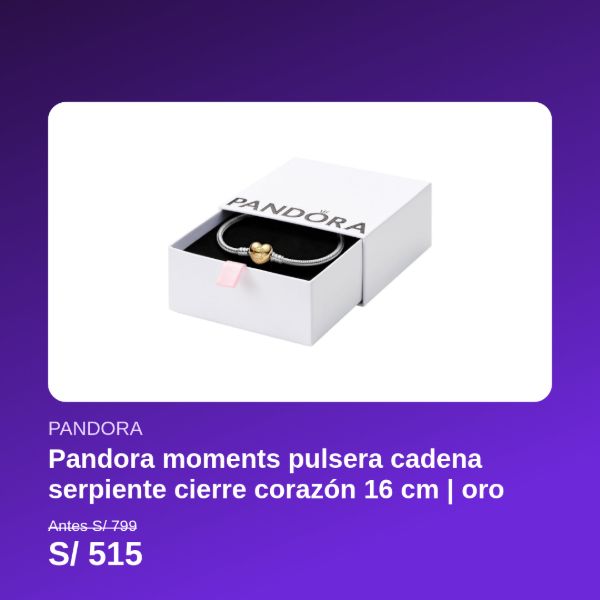 PANDORA
PANDORA
Pandora moments pulsera cadena
serpiente cierre corazón 16 cm | oro
Antes S/ 799
S/ 515